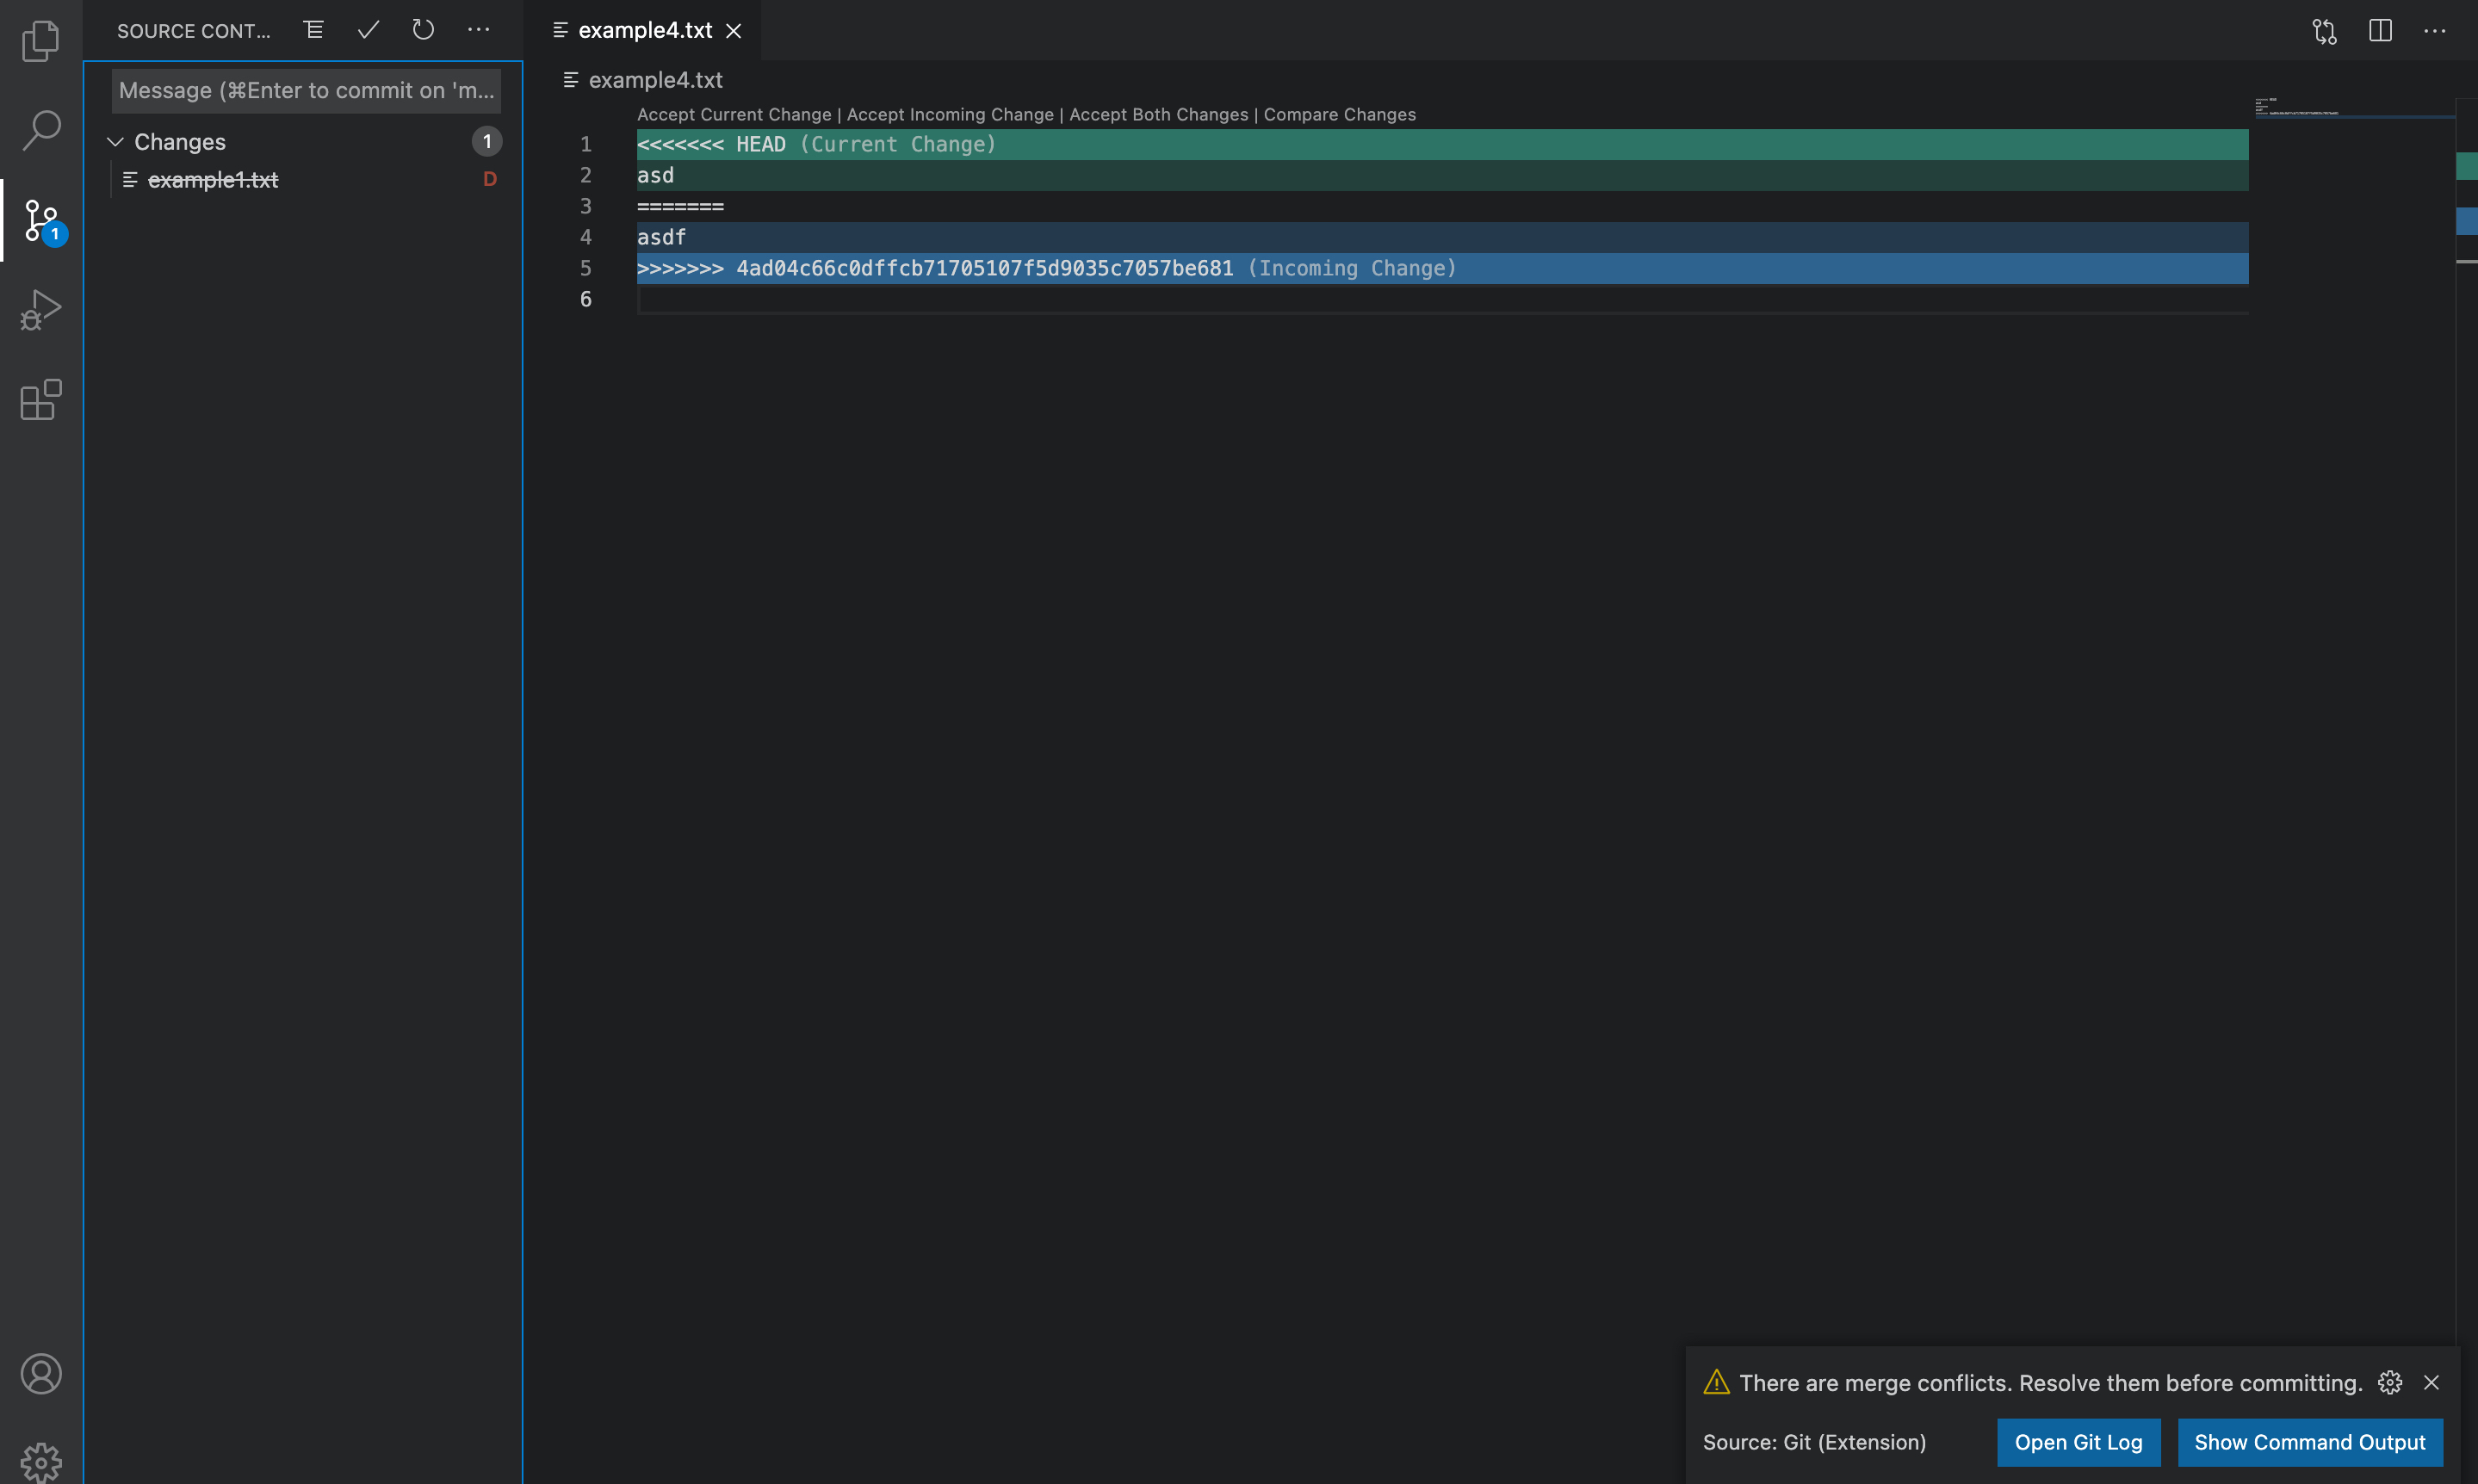 SOURCE CONT...
Message (⌘Enter to commit on 'm...
Changes 1
example1.txt D
1
example4.txt
example4.txt
Accept Current Change | Accept Incoming Change | Accept Both Changes | Compare Changes
1 <<<<<<< HEAD (Current Change)
2 asd
3 =======
4 asdf
5 >>>>>>> 4ad04c66c0dffcb71705107f5d9035c7057be681 (Incoming Change)
6
There are merge conflicts. Resolve them before committing.
Source: Git (Extension)
Open Git Log
Show Command Output